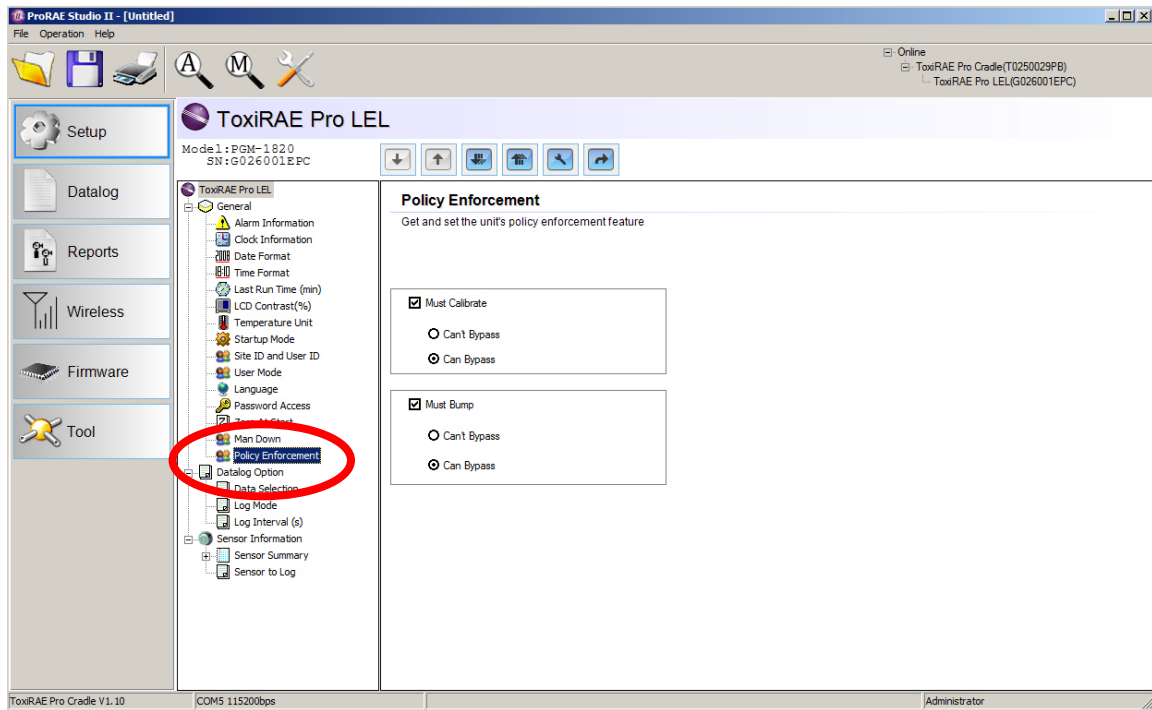 ProRAE Studio II - [Untitled]
File Operation Help
A
M
Online
ToxiRAE Pro Cradle(T0250029PB)
ToxiRAE Pro LEL(G026001EPC)
Setup
Datalog
Reports
Wireless
Firmware
Tool
ToxiRAE Pro LEL
Model:PGM-1820
SN:G026001EPC
ToxiRAE Pro LEL
General
Alarm Information
Clock Information
Date Format
Time Format
Last Run Time (min)
LCD Contrast(%)
Temperature Unit
Startup Mode
Site ID and User ID
User Mode
Language
Password Access
Zero At Start
Man Down
Policy Enforcement
Datalog Option
Data Selection
Log Mode
Log Interval (s)
Sensor Information
Sensor Summary
Sensor to Log
Policy Enforcement
Get and set the unit's policy enforcement feature
Must Calibrate
Can't Bypass
Can Bypass
Must Bump
Can't Bypass
Can Bypass
ToxiRAE Pro Cradle V1.10
COM5 115200bps
Administrator